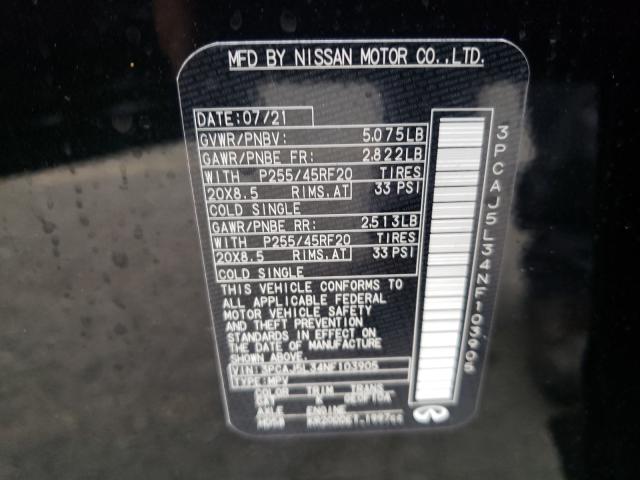 MFD BY NISSAN MOTOR CO.,LTD.
DATE:07/21
GVWR/PNBV: 5,075LB
GAWR/PNBE FR: 2,822LB
WITH P255/45RF20 TIRES
20X8.5 RIMS,AT 33 PSI
COLD SINGLE
GAWR/PNBE RR: 2,513LB
WITH P255/45RF20 TIRES
20X8.5 RIMS,AT 33 PSI
COLD SINGLE
THIS VEHICLE CONFORMS TO
ALL APPLICABLE FEDERAL
MOTOR VEHICLE SAFETY
AND THEFT PREVENTION
STANDARDS IN EFFECT ON
THE DATE OF MANUFACTURE
SHOWN ABOVE.
VIN:3PCAJ5L34NF103905
TYPE:MPV
COLOR TRIM TRANS
AXLE ENGINE
3PCAJ5L34NF103905